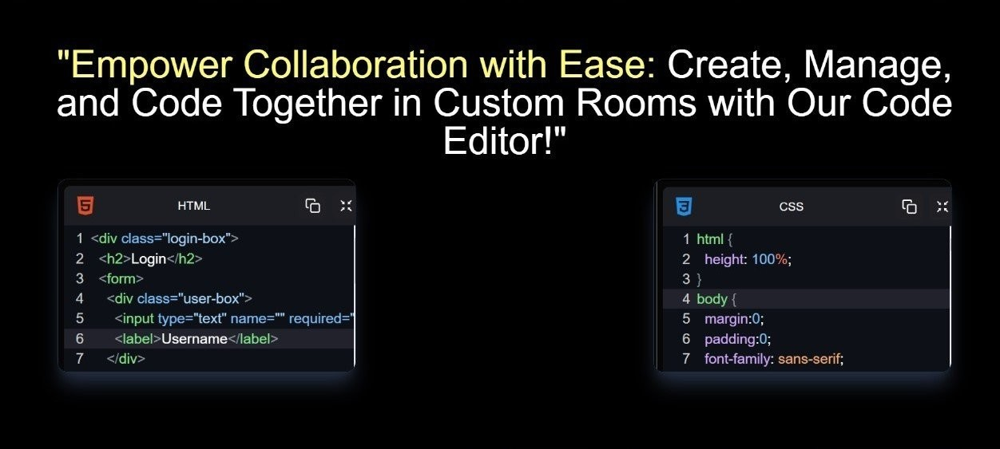 "Empower Collaboration with Ease: Create, Manage,
and Code Together in Custom Rooms with Our Code
Editor!"
HTML
1 <div class="login-box">
2 <h2>Login</h2>
3 <form>
4 <div class="user-box">
5 <input type="text" name="" required="
6 <label>Username</label>
7 </div>
CSS
1 html {
2 height: 100%;
3 }
4 body {
5 margin:0;
6 padding:0;
7 font-family: sans-serif;